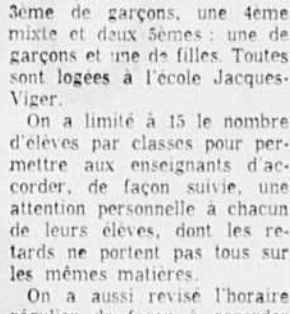 3ème de garçons, une 4ème
mixte et deux 5èmes : une de
garçons et une de filles. Toutes
sont logées à l'école Jacques-
Viger.
On a limité à 15 le nombre
d'élèves par classes pour per-
mettre aux enseignants d'ac-
corder, de façon suivie, une
attention personnelle à chacun
de leurs élèves, dont les re-
tards ne portent pas tous sur
les mêmes matières.
On a aussi revisé l'horaire